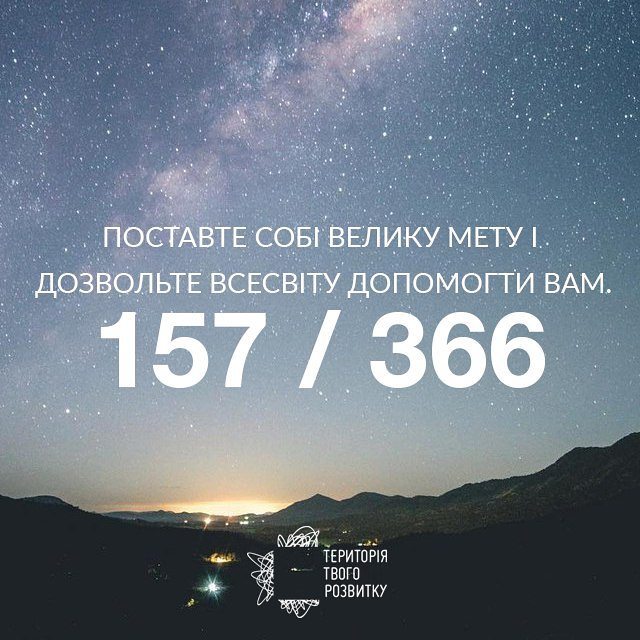 ПОСТАВТЕ СОБІ ВЕЛИКУ МЕТУ І
ДОЗВОЛЬТЕ ВСЕСВІТУ ДОПОМОГТИ ВАМ.
157 / 366
ТЕРИТОРІЯ
ТВОГО
РОЗВИТКУ